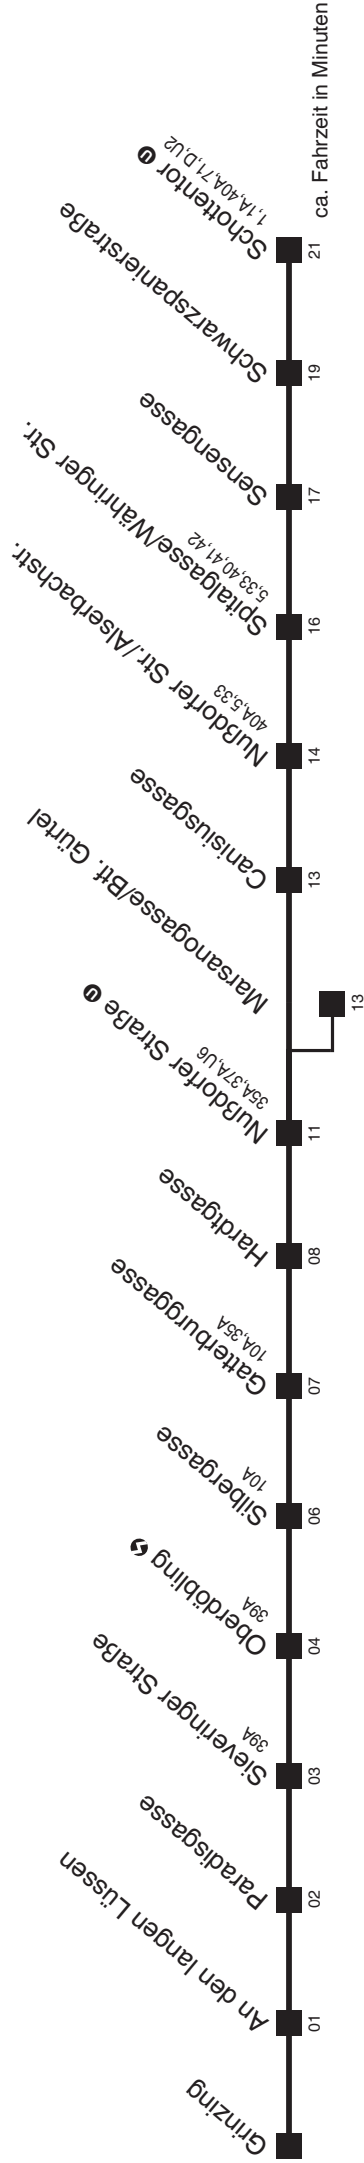 Grinzing
An den langen Lüssen
01
Paradisgasse
02
Sieveringer Straße
39A
03
Oberdöbling
39A
04
Silbergasse
10A
06
Gatterburggasse
10A,35A
07
Hardtgasse
08
Nußdorfer Straße U
35A,37A,U6
11
Marsanogasse/Btf. Gürtel
13
Canisiusgasse
13
Nußdorfer Str./Alserbachstr.
40A,5,33
14
Spitalgasse/Währinger Str.
5,33,40,41,42
16
Sensengasse
17
Schwarzspanierstraße
19
Schottentor U
1,1A,40A,71,D,U2
21
ca. Fahrzeit in Minuten